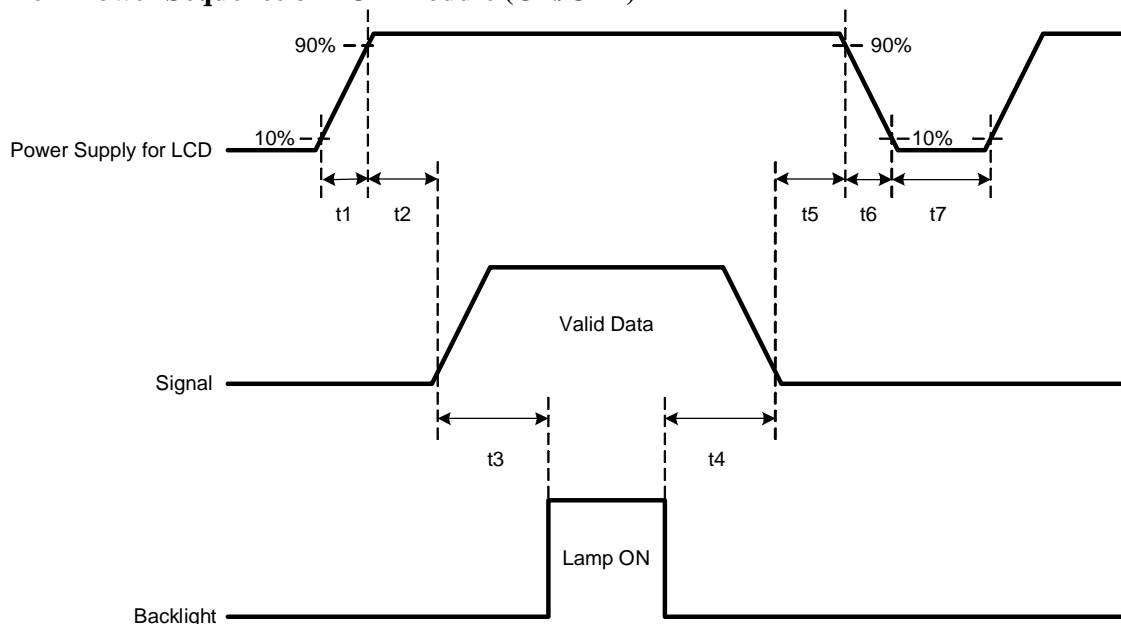 90%
90%
10%
10%
Power Supply for LCD
t1
t2
t5
t6
t7
Valid Data
Signal
t3
t4
Lamp ON
Backlight